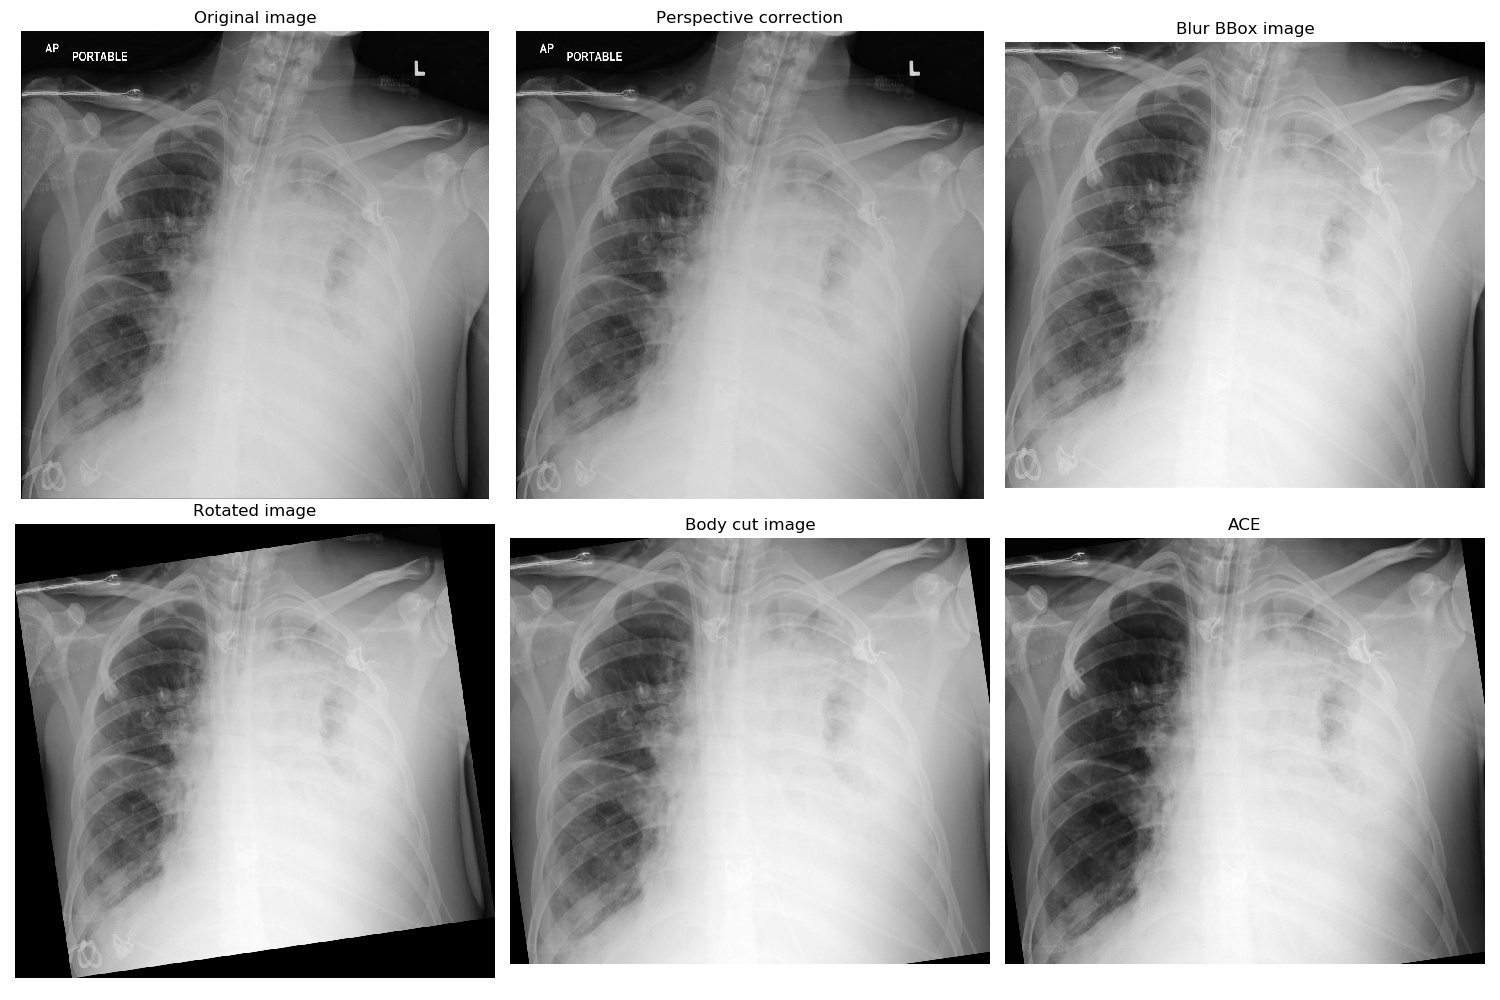 Original image
AP
PORTABLE
L
Perspective correction
AP
PORTABLE
L
Blur BBox image
Rotated image
Body cut image
ACE